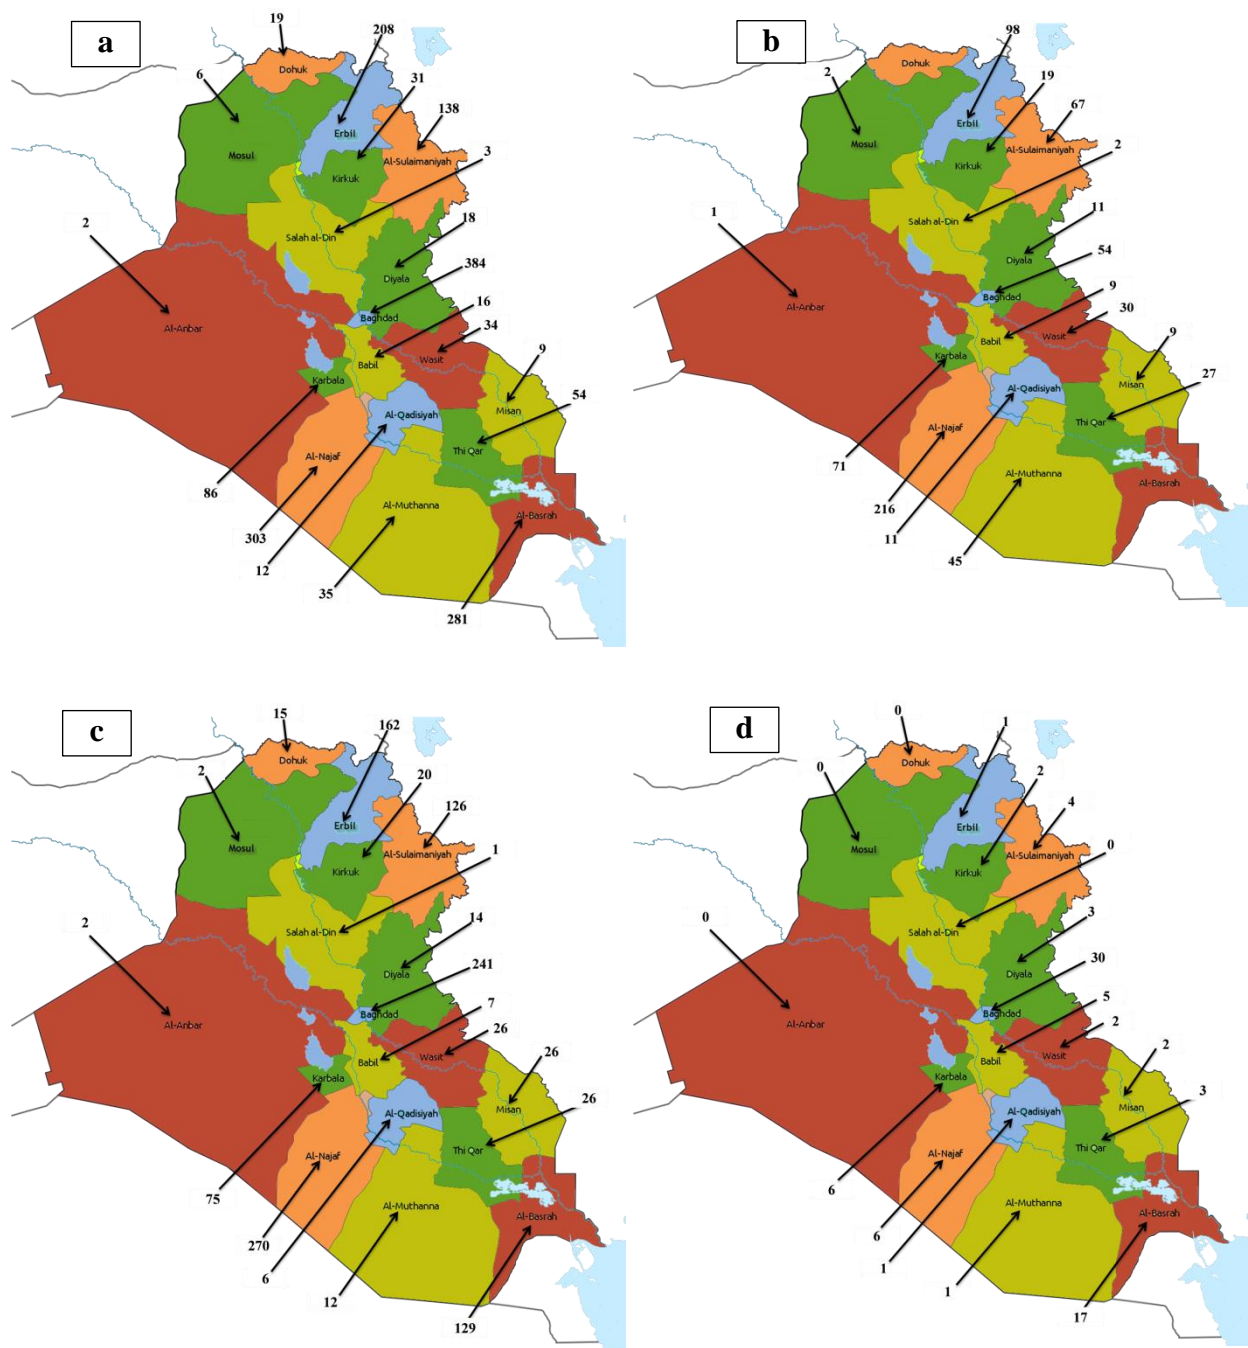 a
19
208
6
31
138
3
2
18
384
16
34
9
54
86
303
12
35
281
Dohuk
Mosul
Erbil
Al-Sulaimaniyah
Kirkuk
Salah al-Din
Diyala
Al-Anbar
Baghdad
Babil
Wasit
Karbala
Al-Qadisiyah
Misan
Thi Qar
Al-Najaf
Al-Muthanna
Al-Basrah
b
98
2
19
67
2
1
11
54
9
30
9
27
71
216
11
45
Dohuk
Mosul
Erbil
Al-Sulaimaniyah
Kirkuk
Salah al-Din
Diyala
Al-Anbar
Baghdad
Babil
Wasit
Karbala
Al-Qadisiyah
Misan
Thi Qar
Al-Najaf
Al-Muthanna
Al-Basrah
c
15
162
2
20
126
1
2
14
241
7
26
26
26
75
270
6
12
129
Dohuk
Mosul
Erbil
Al-Sulaimaniyah
Kirkuk
Salah al-Din
Diyala
Al-Anbar
Baghdad
Babil
Wasit
Karbala
Al-Qadisiyah
Misan
Thi Qar
Al-Najaf
Al-Muthanna
Al-Basrah
d
0
1
0
2
4
0
0
3
30
5
2
2
3
6
6
1
1
17
Dohuk
Mosul
Erbil
Al-Sulaimaniyah
Kirkuk
Salah al-Din
Diyala
Al-Anbar
Baghdad
Babil
Wasit
Karbala
Al-Qadisiyah
Misan
Thi Qar
Al-Najaf
Al-Muthanna
Al-Basrah